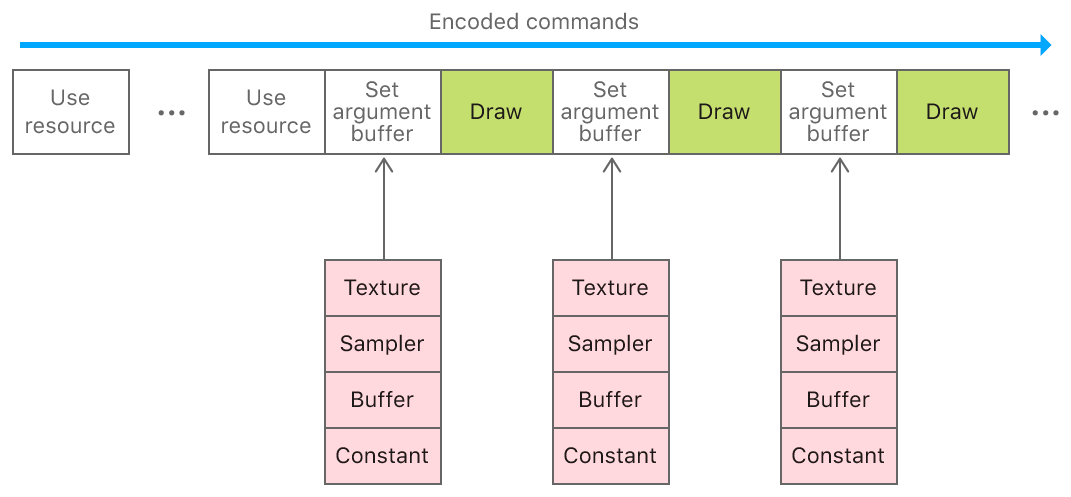 Encoded commands
Use
resource
...
Use
resource
Set
argument
buffer
Draw
Set
argument
buffer
Draw
Set
argument
buffer
Draw
...
Texture
Sampler
Buffer
Constant
Texture
Sampler
Buffer
Constant
Texture
Sampler
Buffer
Constant